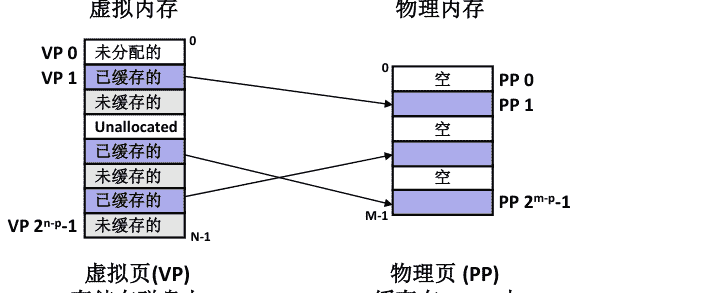 虚拟内存
物理内存
0
VP 0 未分配的
VP 1 已缓存的
未缓存的
Unallocated
已缓存的
未缓存的
已缓存的
VP 2n-p-1 未缓存的
N-1
0
空 PP 0
PP 1
空
空
PP 2m-p-1
M-1
虚拟页(VP)
物理页 (PP)